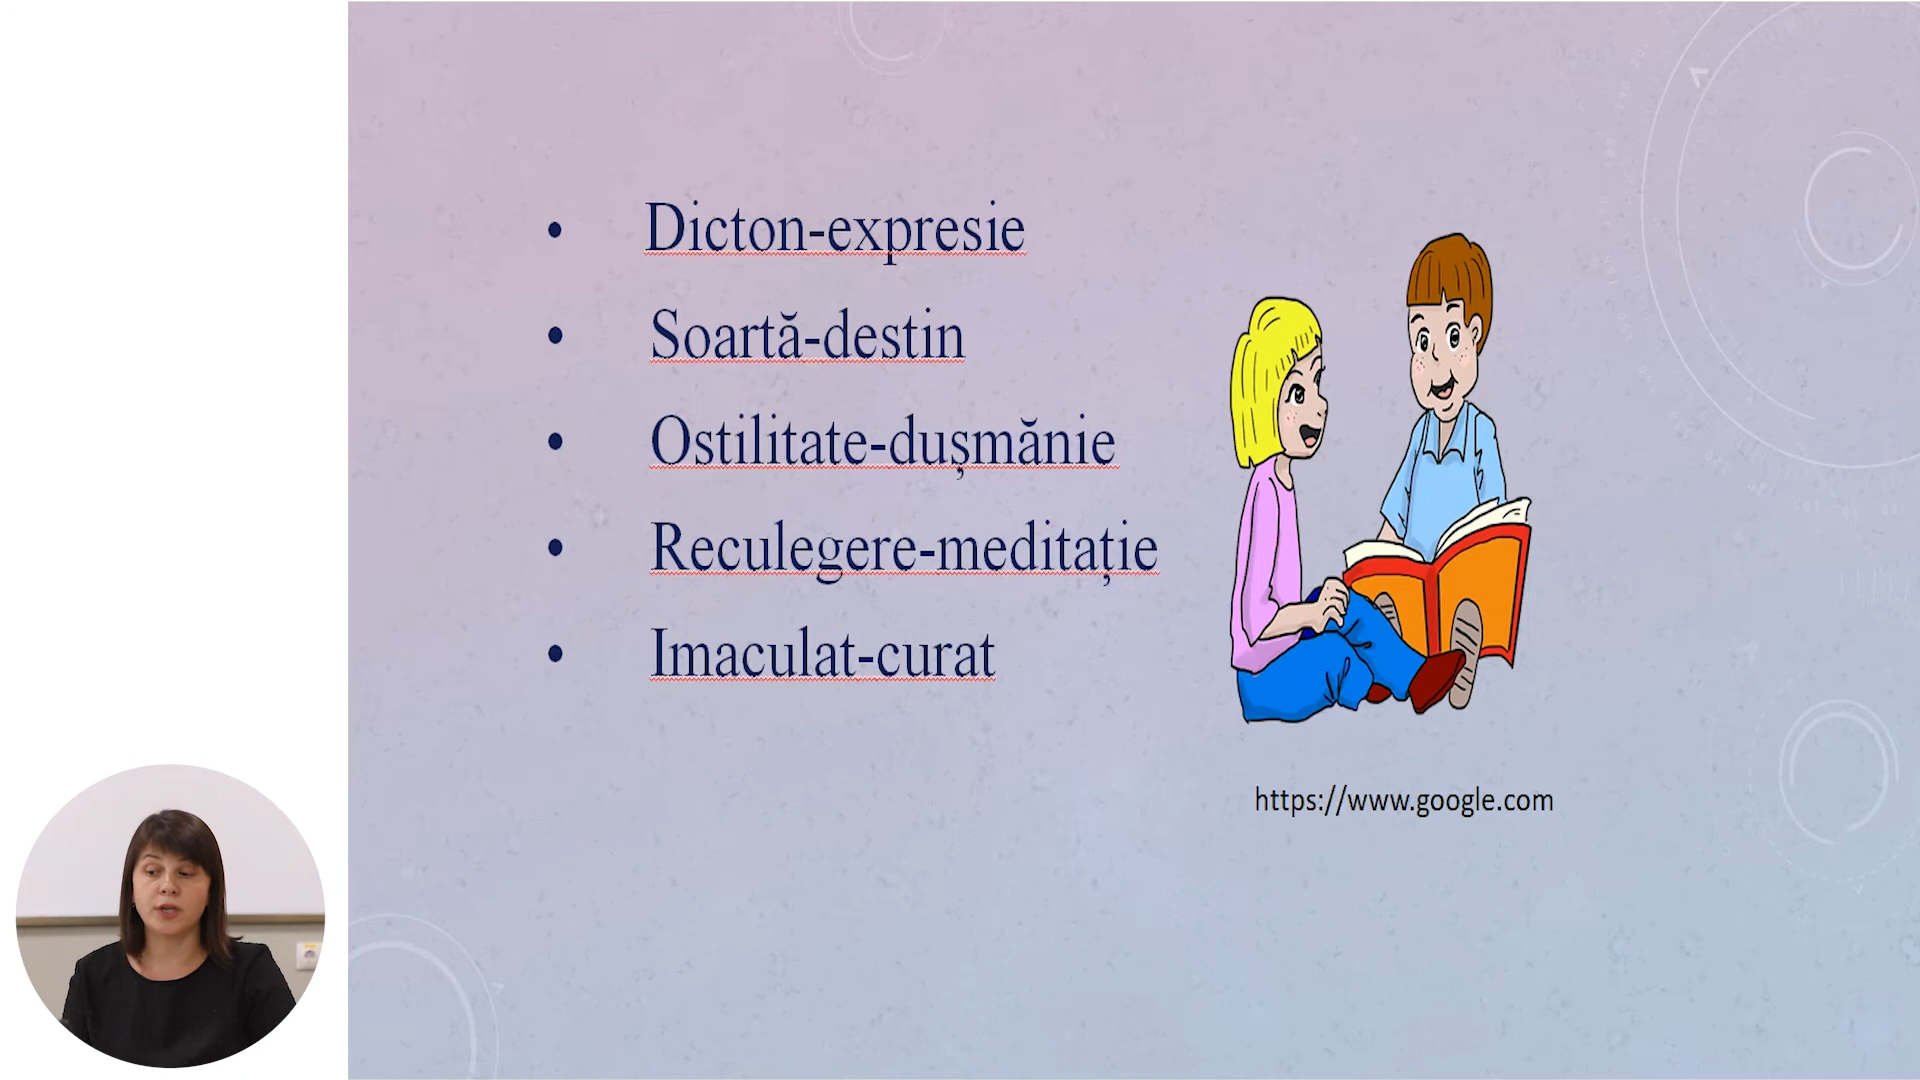 • Dicton-expresie
• Soartă-destin
• Ostilitate-dușmănie
• Reculegere-meditație
• Imaculat-curat
https://www.google.com